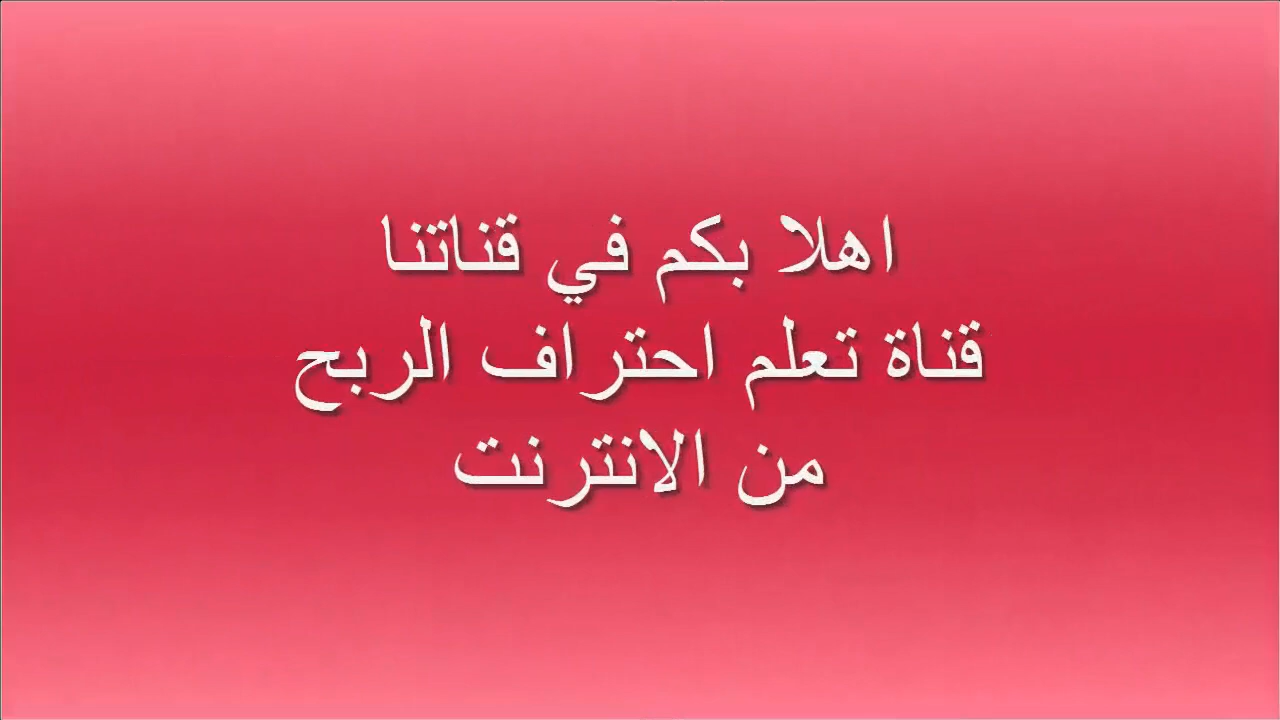 اهلا بكم في قناتنا
قناة تعلم احتراف الربح
من الانترنت